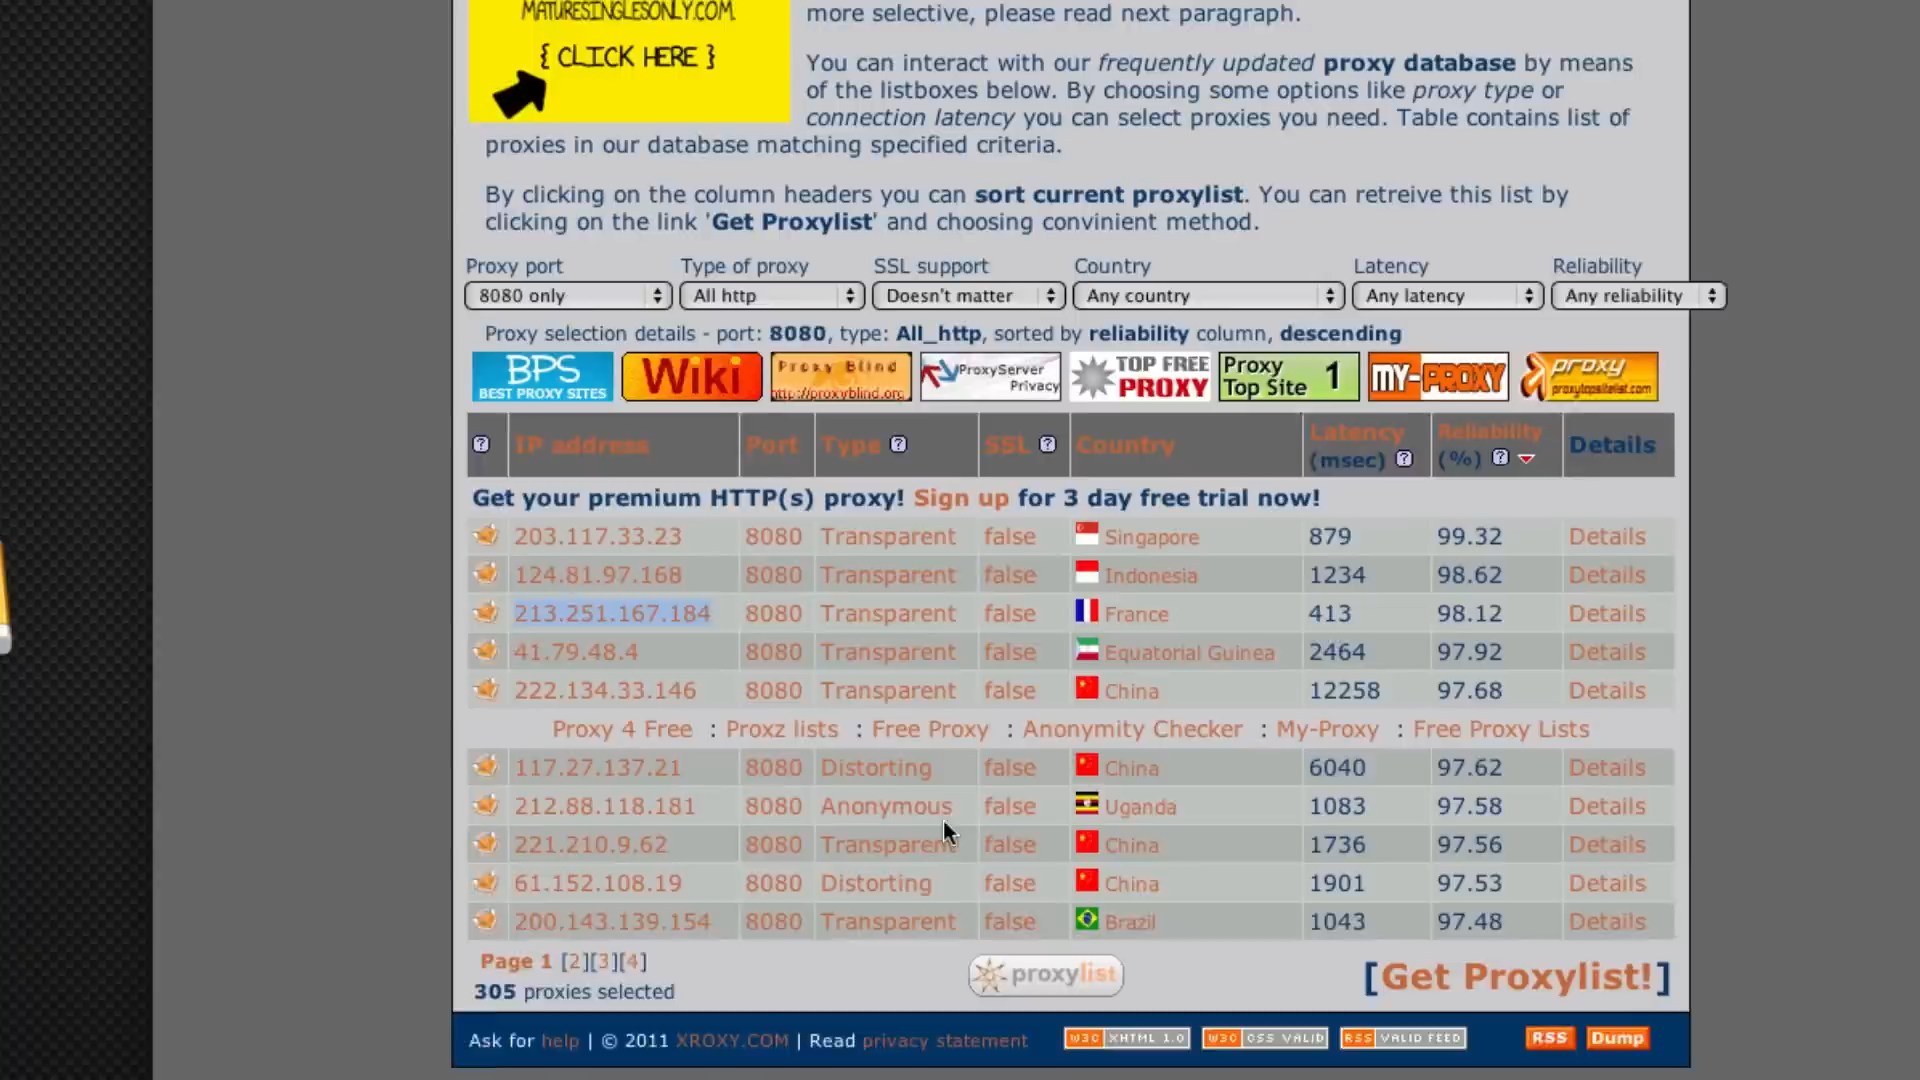 MATURESINGLESONLY.COM.
{ CLICK HERE }
more selective, please read next paragraph.
You can interact with our frequently updated proxy database by means
of the listboxes below. By choosing some options like proxy type or
connection latency you can select proxies you need. Table contains list of
proxies in our database matching specified criteria.
By clicking on the column headers you can sort current proxylist. You can retreive this list by
clicking on the link 'Get Proxylist' and choosing convinient method.
Proxy port Type of proxy SSL support Country Latency Reliability
8080 only All http Doesn't matter Any country Any latency Any reliability
Proxy selection details - port: 8080, type: All_http, sorted by reliability column, descending
BPS BEST PROXY SITES
Wiki
Proxy Blind http://proxyblind.org
ProxyServer Privacy
TOP FREE PROXY
Proxy Top Site 1
MY-PROXY
proxy proxytopsitelist.com
? IP address Port Type ? SSL ? Country Latency (msec) ? Reliability (%) ? Details
Get your premium HTTP(s) proxy! Sign up for 3 day free trial now!
203.117.33.23 8080 Transparent false Singapore 879 99.32 Details
124.81.97.168 8080 Transparent false Indonesia 1234 98.62 Details
213.251.167.184 8080 Transparent false France 413 98.12 Details
41.79.48.4 8080 Transparent false Equatorial Guinea 2464 97.92 Details
222.134.33.146 8080 Transparent false China 12258 97.68 Details
Proxy 4 Free : Proxz lists : Free Proxy : Anonymity Checker : My-Proxy : Free Proxy Lists
117.27.137.21 8080 Distorting false China 6040 97.62 Details
212.88.118.181 8080 Anonymous false Uganda 1083 97.58 Details
221.210.9.62 8080 Transparent false China 1736 97.56 Details
61.152.108.19 8080 Distorting false China 1901 97.53 Details
200.143.139.154 8080 Transparent false Brazil 1043 97.48 Details
Page 1 [2][3][4]
305 proxies selected
proxylist
[Get Proxylist!]
Ask for help | © 2011 XROXY.COM | Read privacy statement
W3C XHTML 1.0
W3C CSS VALID
RSS VALID FEED
RSS
Dump